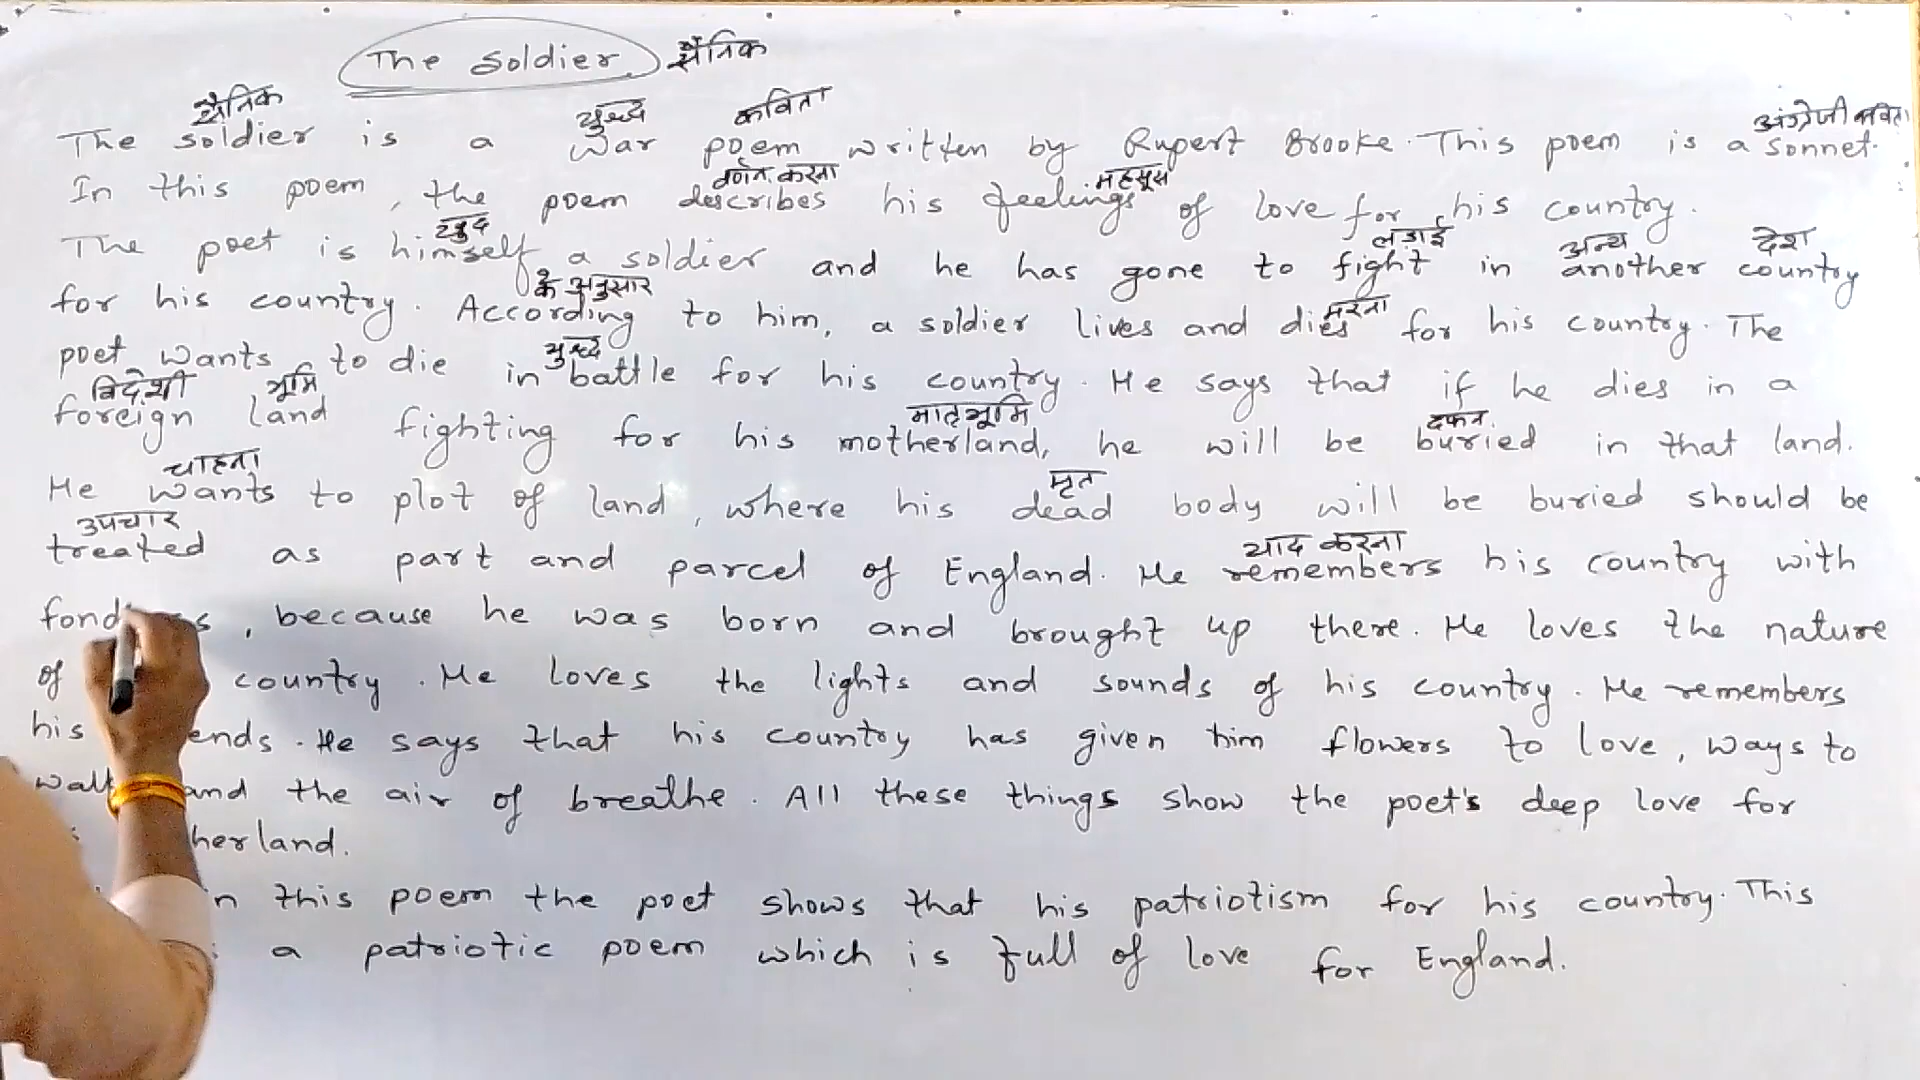 The Soldier सैनिक
सैनिक युद्ध कविता अंग्रेजी कविता
The soldier is a war poem written by Rupert Brooke. This poem is a sonnet.
वर्णन करना महसूस
In this poem, the poem describes his feelings of love for his country.
खुद लड़ाई अन्य देश
The poet is himself a soldier and he has gone to fight in another country
के अनुसार मरना
for his country. According to him, a soldier lives and dies for his country. The
युद्ध
poet wants to die in battle for his country. He says that if he dies in a
विदेशी भूमि मातृभूमि दफन
foreign land fighting for his motherland, he will be buried in that land.
चाहना मृत
He wants to plot of land, where his dead body will be buried should be
उपचार याद करना
treated as part and parcel of England. He remembers his country with
, because he was born and brought up there. He loves the nature
of country. He loves the lights and sounds of his country. He remembers
his ends. He says that his country has given him flowers to love, ways to
and the air of breathe. All these things show the poet's deep love for
herland.
n this poem the poet shows that his patriotism for his country. This
a patriotic poem which is full of love for England.